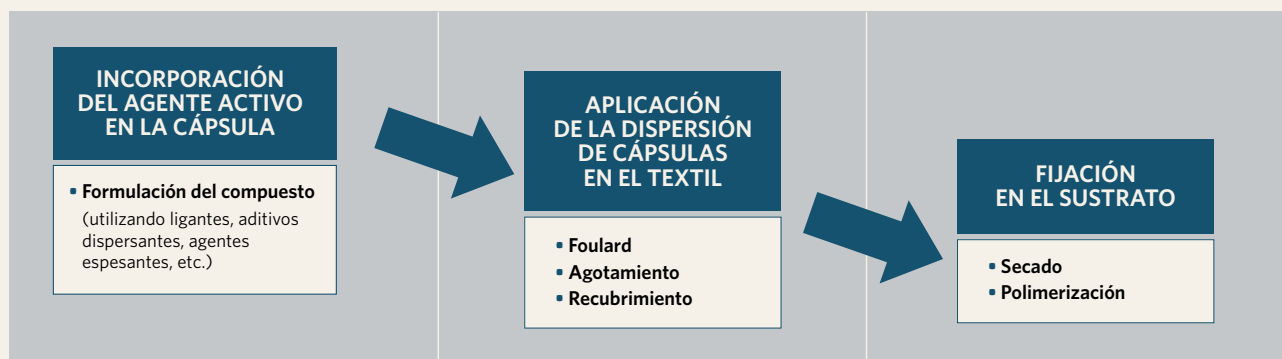 INCORPORACIÓN
DEL AGENTE ACTIVO
EN LA CÁPSULA
• Formulación del compuesto
(utilizando ligantes, aditivos
dispersantes, agentes
espesantes, etc.)
APLICACIÓN
DE LA DISPERSIÓN
DE CÁPSULAS
EN EL TEXTIL
• Foulard
• Agotamiento
• Recubrimiento
FIJACIÓN
EN EL SUSTRATO
• Secado
• Polimerización